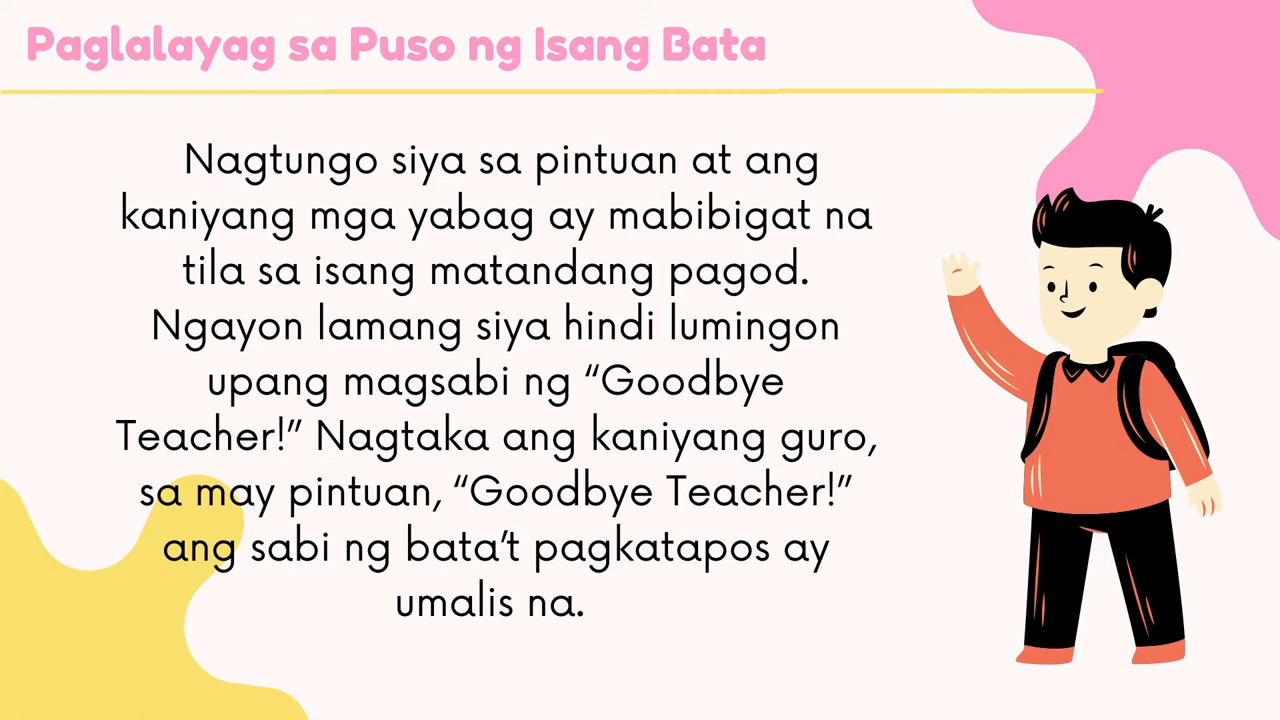 Paglalayag sa Puso ng Isang Bata
Nagtungo siya sa pintuan at ang
kaniyang mga yabag ay mabibigat na
tila sa isang matandang pagod.
Ngayon lamang siya hindi lumingon
upang magsabi ng “Goodbye
Teacher!” Nagtaka ang kaniyang guro,
sa may pintuan, “Goodbye Teacher!”
ang sabi ng bata’t pagkatapos ay
umalis na.